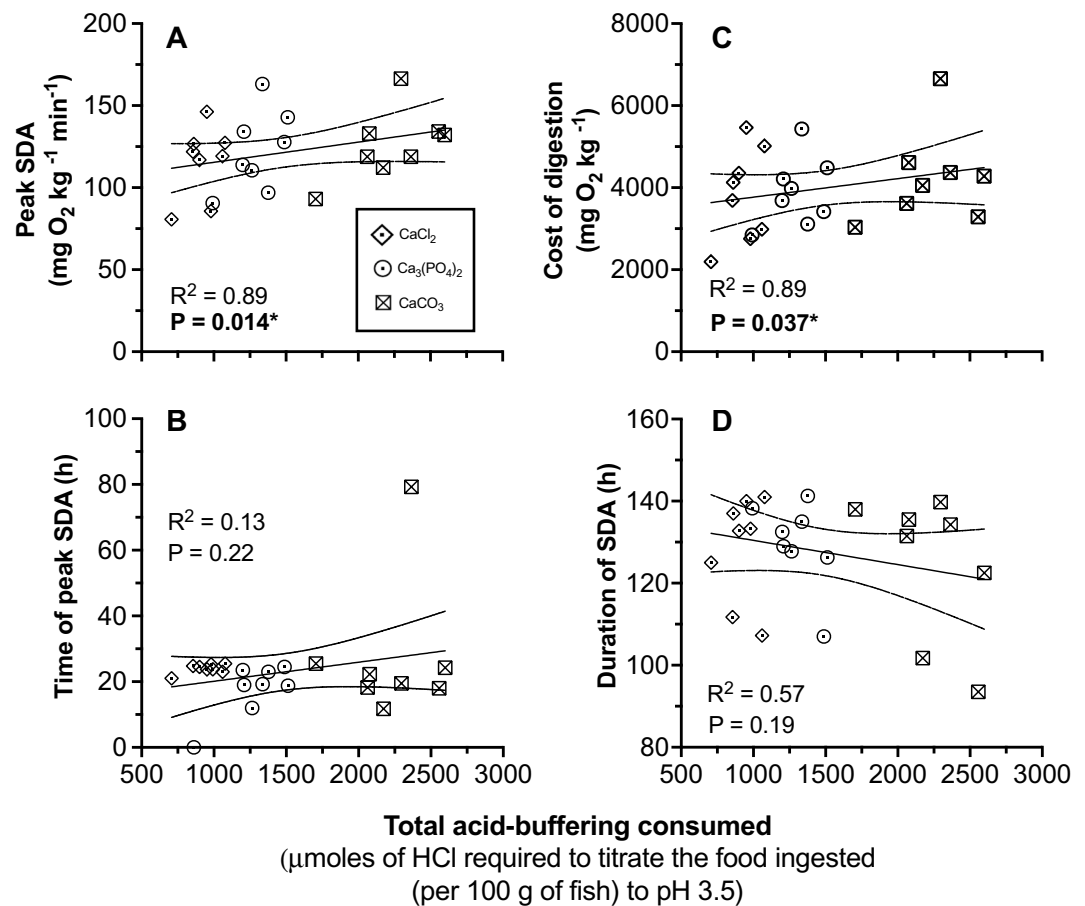 A
Peak SDA
(mg O₂ kg⁻¹ min⁻¹)
200
150
100
50
0
CaCl₂
Ca₃(PO₄)₂
CaCO₃
R² = 0.89
P = 0.014*
C
Cost of digestion
(mg O₂ kg⁻¹)
8000
6000
4000
2000
0
R² = 0.89
P = 0.037*
B
Time of peak SDA (h)
100
80
60
40
20
0
R² = 0.13
P = 0.22
500 1000 1500 2000 2500 3000
D
Duration of SDA (h)
160
140
120
100
80
R² = 0.57
P = 0.19
500 1000 1500 2000 2500 3000
Total acid-buffering consumed
(μmoles of HCl required to titrate the food ingested
(per 100 g of fish) to pH 3.5)